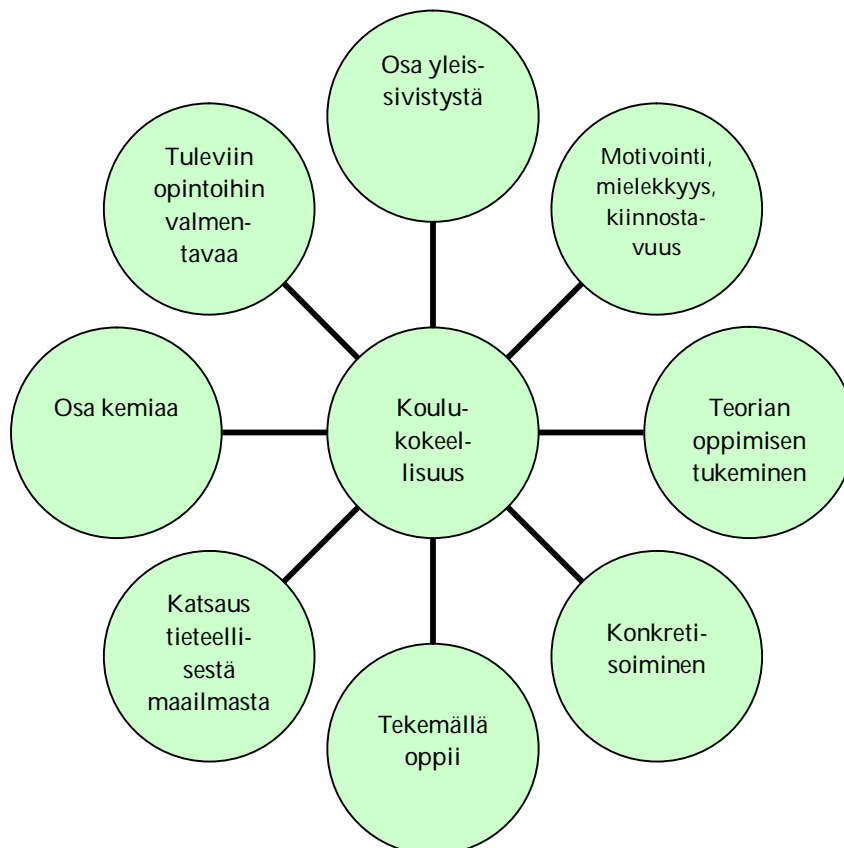 Osa yleis-
sivistystä
Tuleviin
opintoihin
valmen-
tavaa
Motivointi,
mielekkyys,
kiinnosta-
vuus
Osa kemiaa
Koulu-
kokeel-
lisuus
Teorian
oppimisen
tukeminen
Katsaus
tieteelli-
sestä
maailmasta
Konkreti-
soiminen
Tekemällä
oppii